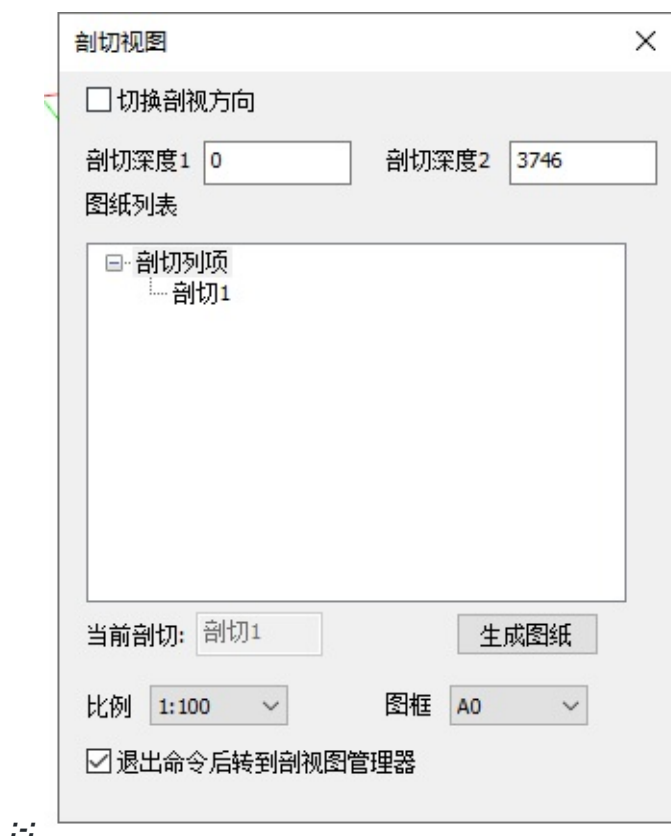 剖切视图
切换剖视方向
剖切深度1 0 剖切深度2 3746
图纸列表
剖切列项
剖切1
当前剖切: 剖切1 生成图纸
比例 1:100 图框 A0
退出命令后转到剖视图管理器
:-: